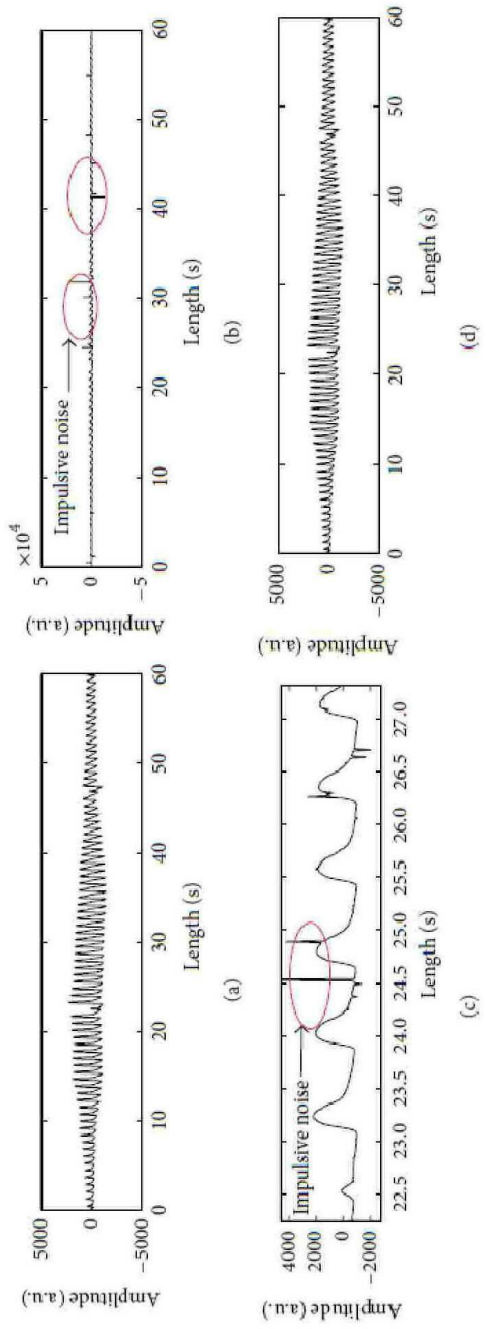 5000
0
−5000
Amplitude (a.u.)
0 10 20 30 40 50 60
Length (s)
(a)
×10⁴
5
0
−5
Amplitude (a.u.)
Impulsive noise
0 10 20 30 40 50 60
Length (s)
(b)
4000
2000
0
−2000
Amplitude (a.u.)
Impulsive noise
22.5 23.0 23.5 24.0 24.5 25.0 25.5 26.0 26.5 27.0
Length (s)
(c)
5000
0
−5000
Amplitude (a.u.)
0 10 20 30 40 50 60
Length (s)
(d)